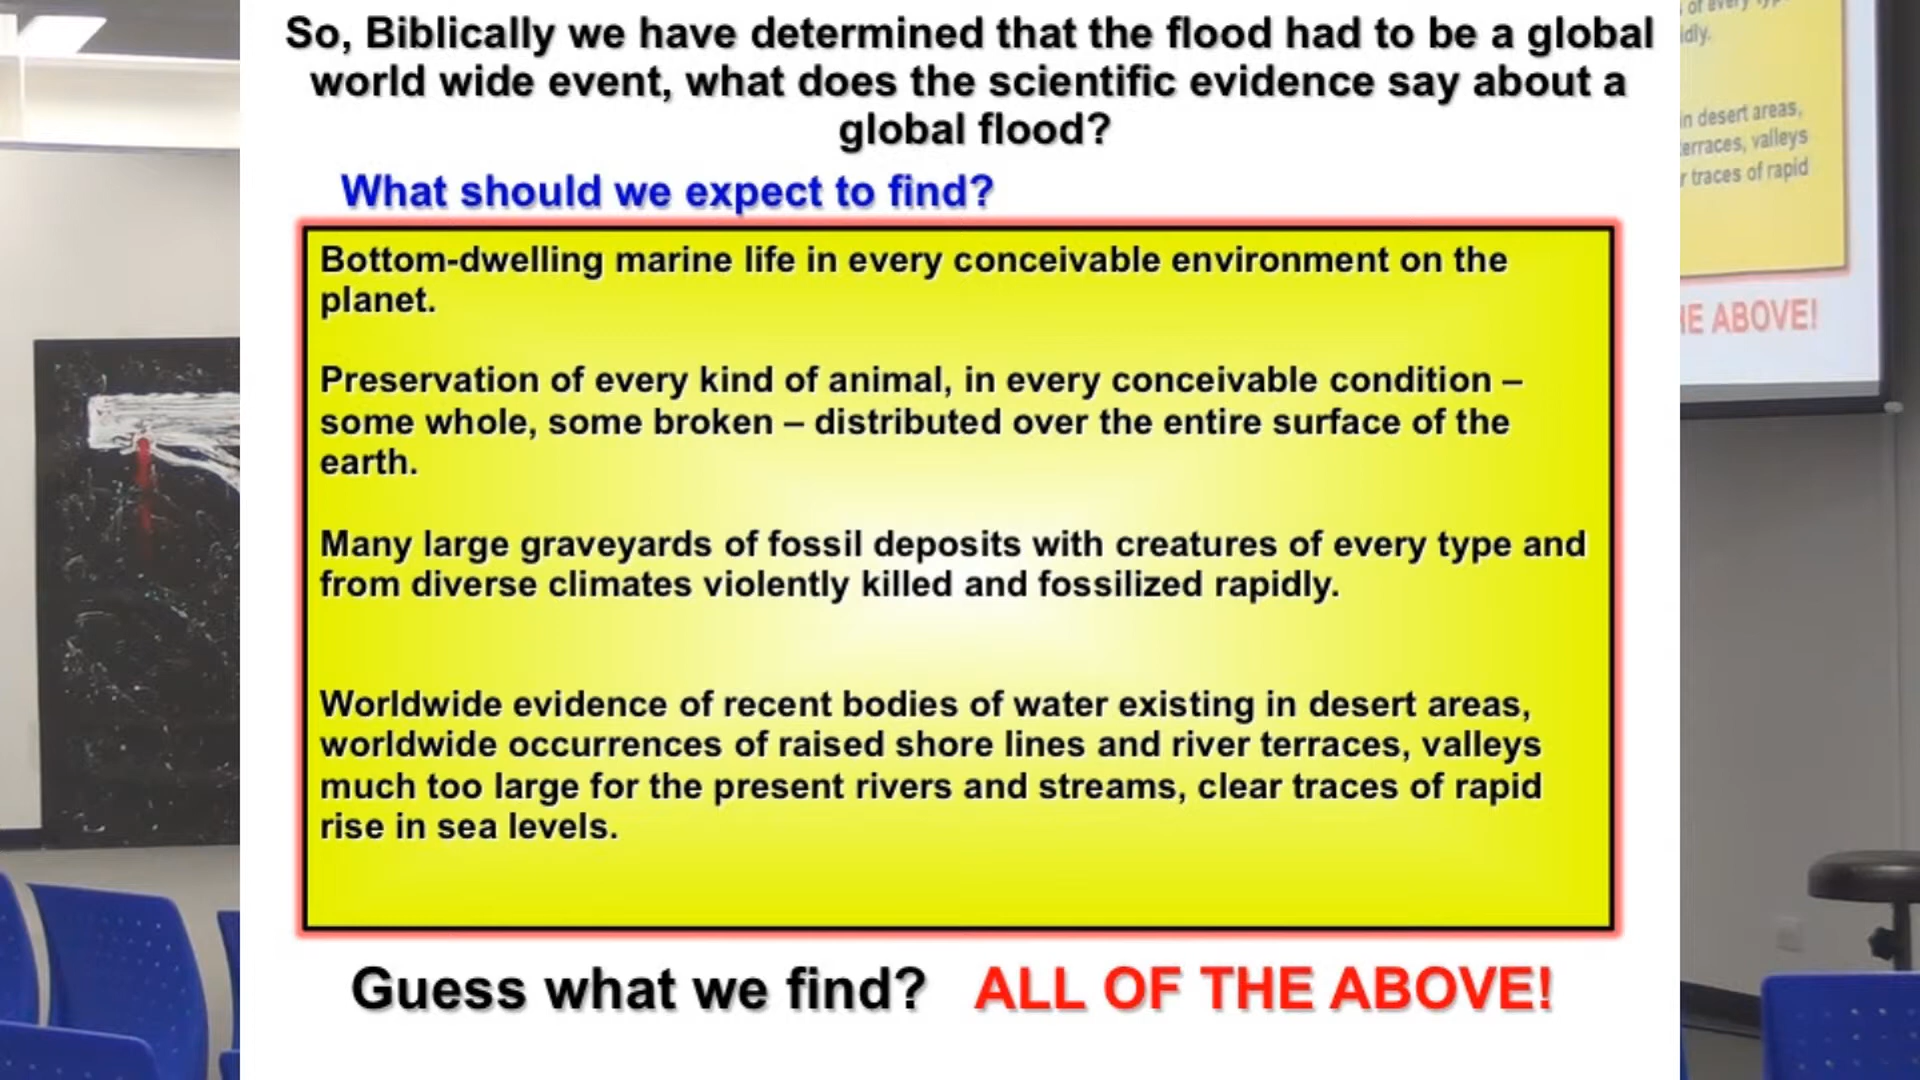 So, Biblically we have determined that the flood had to be a global
world wide event, what does the scientific evidence say about a
global flood?
What should we expect to find?
Bottom-dwelling marine life in every conceivable environment on the
planet.
Preservation of every kind of animal, in every conceivable condition –
some whole, some broken – distributed over the entire surface of the
earth.
Many large graveyards of fossil deposits with creatures of every type and
from diverse climates violently killed and fossilized rapidly.
Worldwide evidence of recent bodies of water existing in desert areas,
worldwide occurrences of raised shore lines and river terraces, valleys
much too large for the present rivers and streams, clear traces of rapid
rise in sea levels.
Guess what we find? ALL OF THE ABOVE!
of every
in desert areas,
terraces, valleys
traces of rapid
ABOVE!